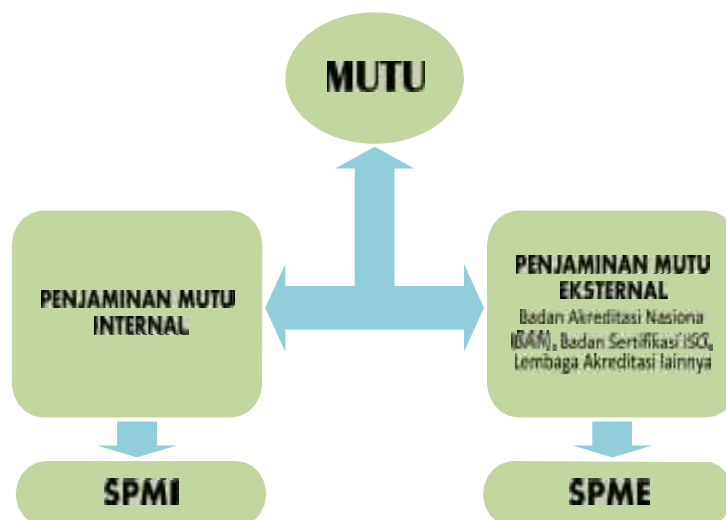 MUTU
PENJAMINAN MUTU
INTERNAL
PENJAMINAN MUTU
EKSTERNAL
Badan Akreditasi Nasiona
(BAN), Badan Sertifikasi ISO,
Lembaga Akreditasi lainnya
SPMI
SPME